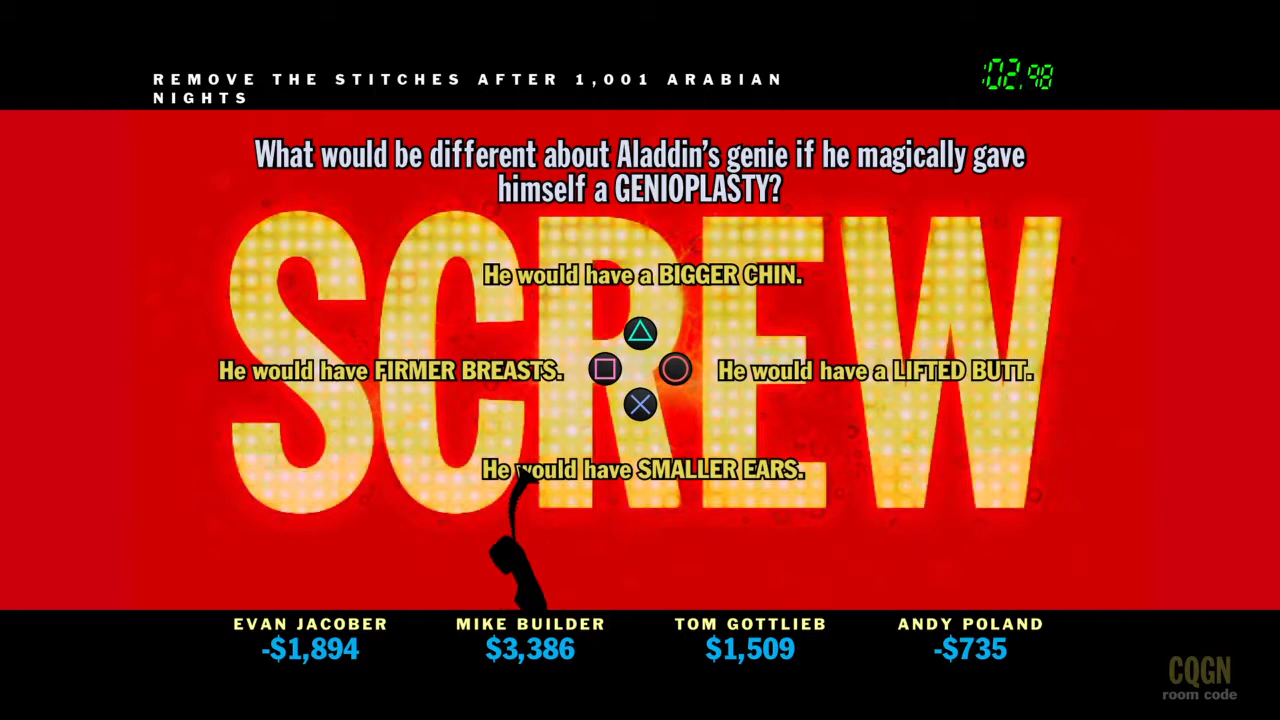 REMOVE THE STITCHES AFTER 1,001 ARABIAN
NIGHTS
02.98
What would be different about Aladdin's genie if he magically gave
himself a GENIOPLASTY?
SCREW
He would have a BIGGER CHIN.
He would have FIRMER BREASTS.
He would have a LIFTED BUTT.
He would have SMALLER EARS.
EVAN JACOBER
-$1,894
MIKE BUILDER
$3,386
TOM GOTTLIEB
$1,509
ANDY POLAND
-$735
CQGN
room code